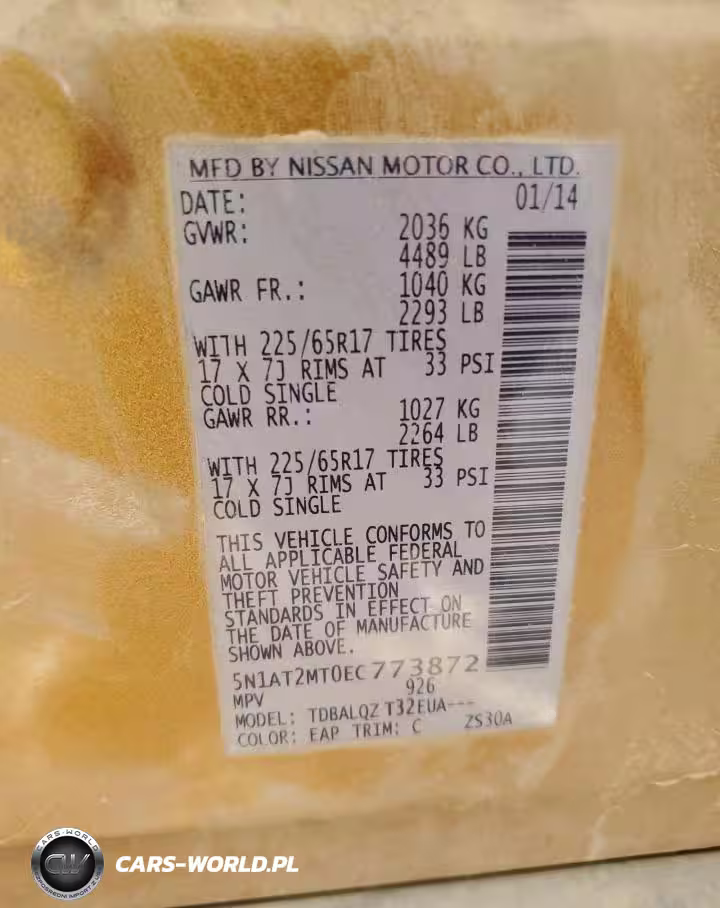 MFD BY NISSAN MOTOR CO., LTD.
DATE: 01/14
GVWR: 2036 KG
4489 LB
GAWR FR.: 1040 KG
2293 LB
WITH 225/65R17 TIRES
17 X 7J RIMS AT 33 PSI
COLD SINGLE
GAWR RR.: 1027 KG
2264 LB
WITH 225/65R17 TIRES
17 X 7J RIMS AT 33 PSI
COLD SINGLE
THIS VEHICLE CONFORMS TO
ALL APPLICABLE FEDERAL
MOTOR VEHICLE SAFETY AND
THEFT PREVENTION
STANDARDS IN EFFECT ON
THE DATE OF MANUFACTURE
SHOWN ABOVE.
5N1AT2MT0EC773872
MPV 926
MODEL: TDBALQZ T32EUA---
COLOR: EAP TRIM: C ZS30A
CARS-WORLD
CW
CARS-WORLD.PL